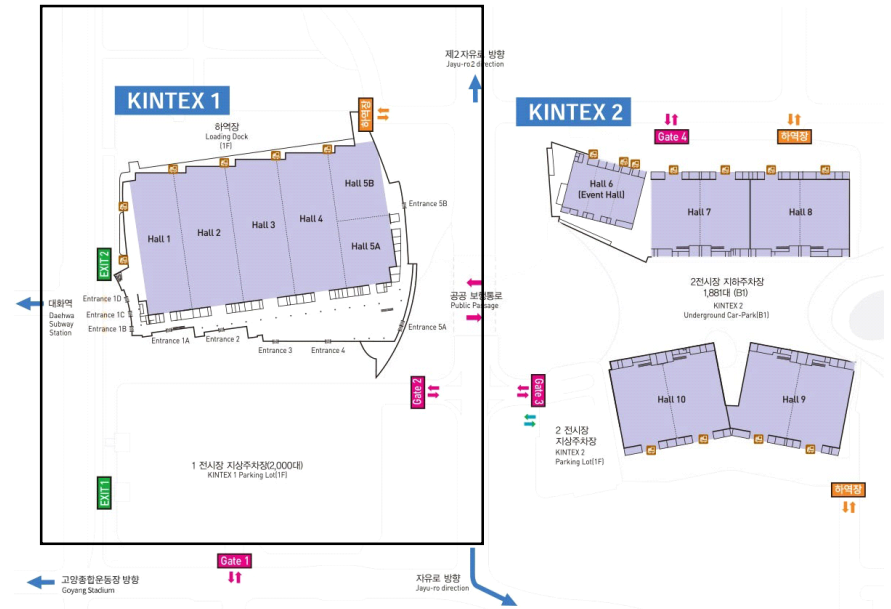 제2자유로 방향
Jayu-ro2 direction
KINTEX 1
KINTEX 2
하역장
하역장
Loading Dock
(1F)
Gate 4
하역장
Hall 5B
Hall 6
(Event Hall)
Entrance 5B
Hall 4
Hall 3
Hall 2
Hall 1
Hall 5A
Hall 7
Hall 8
EXIT2
2전시장 지하주차장
1,881대 (B1)
KINTEX 2
Underground Car-Park(B1)
대화역
Daehwa
Subway
Station
Entrance 1D
Entrance 1C
Entrance 1B
Entrance 1A
Entrance 2
Entrance 3
Entrance 4
Entrance 5A
공공 보행통로
Public Passage
Gate 2
Gate 3
Hall 10
Hall 9
2 전시장
지상주차장
KINTEX 2
Parking Lot(1F)
1 전시장 지상주차장(2,000대)
KINTEX 1 Parking Lot(1F)
EXIT 1
하역장
Gate 1
고양종합운동장 방향
Goyang Stadium
자유로 방향
Jayu-ro direction